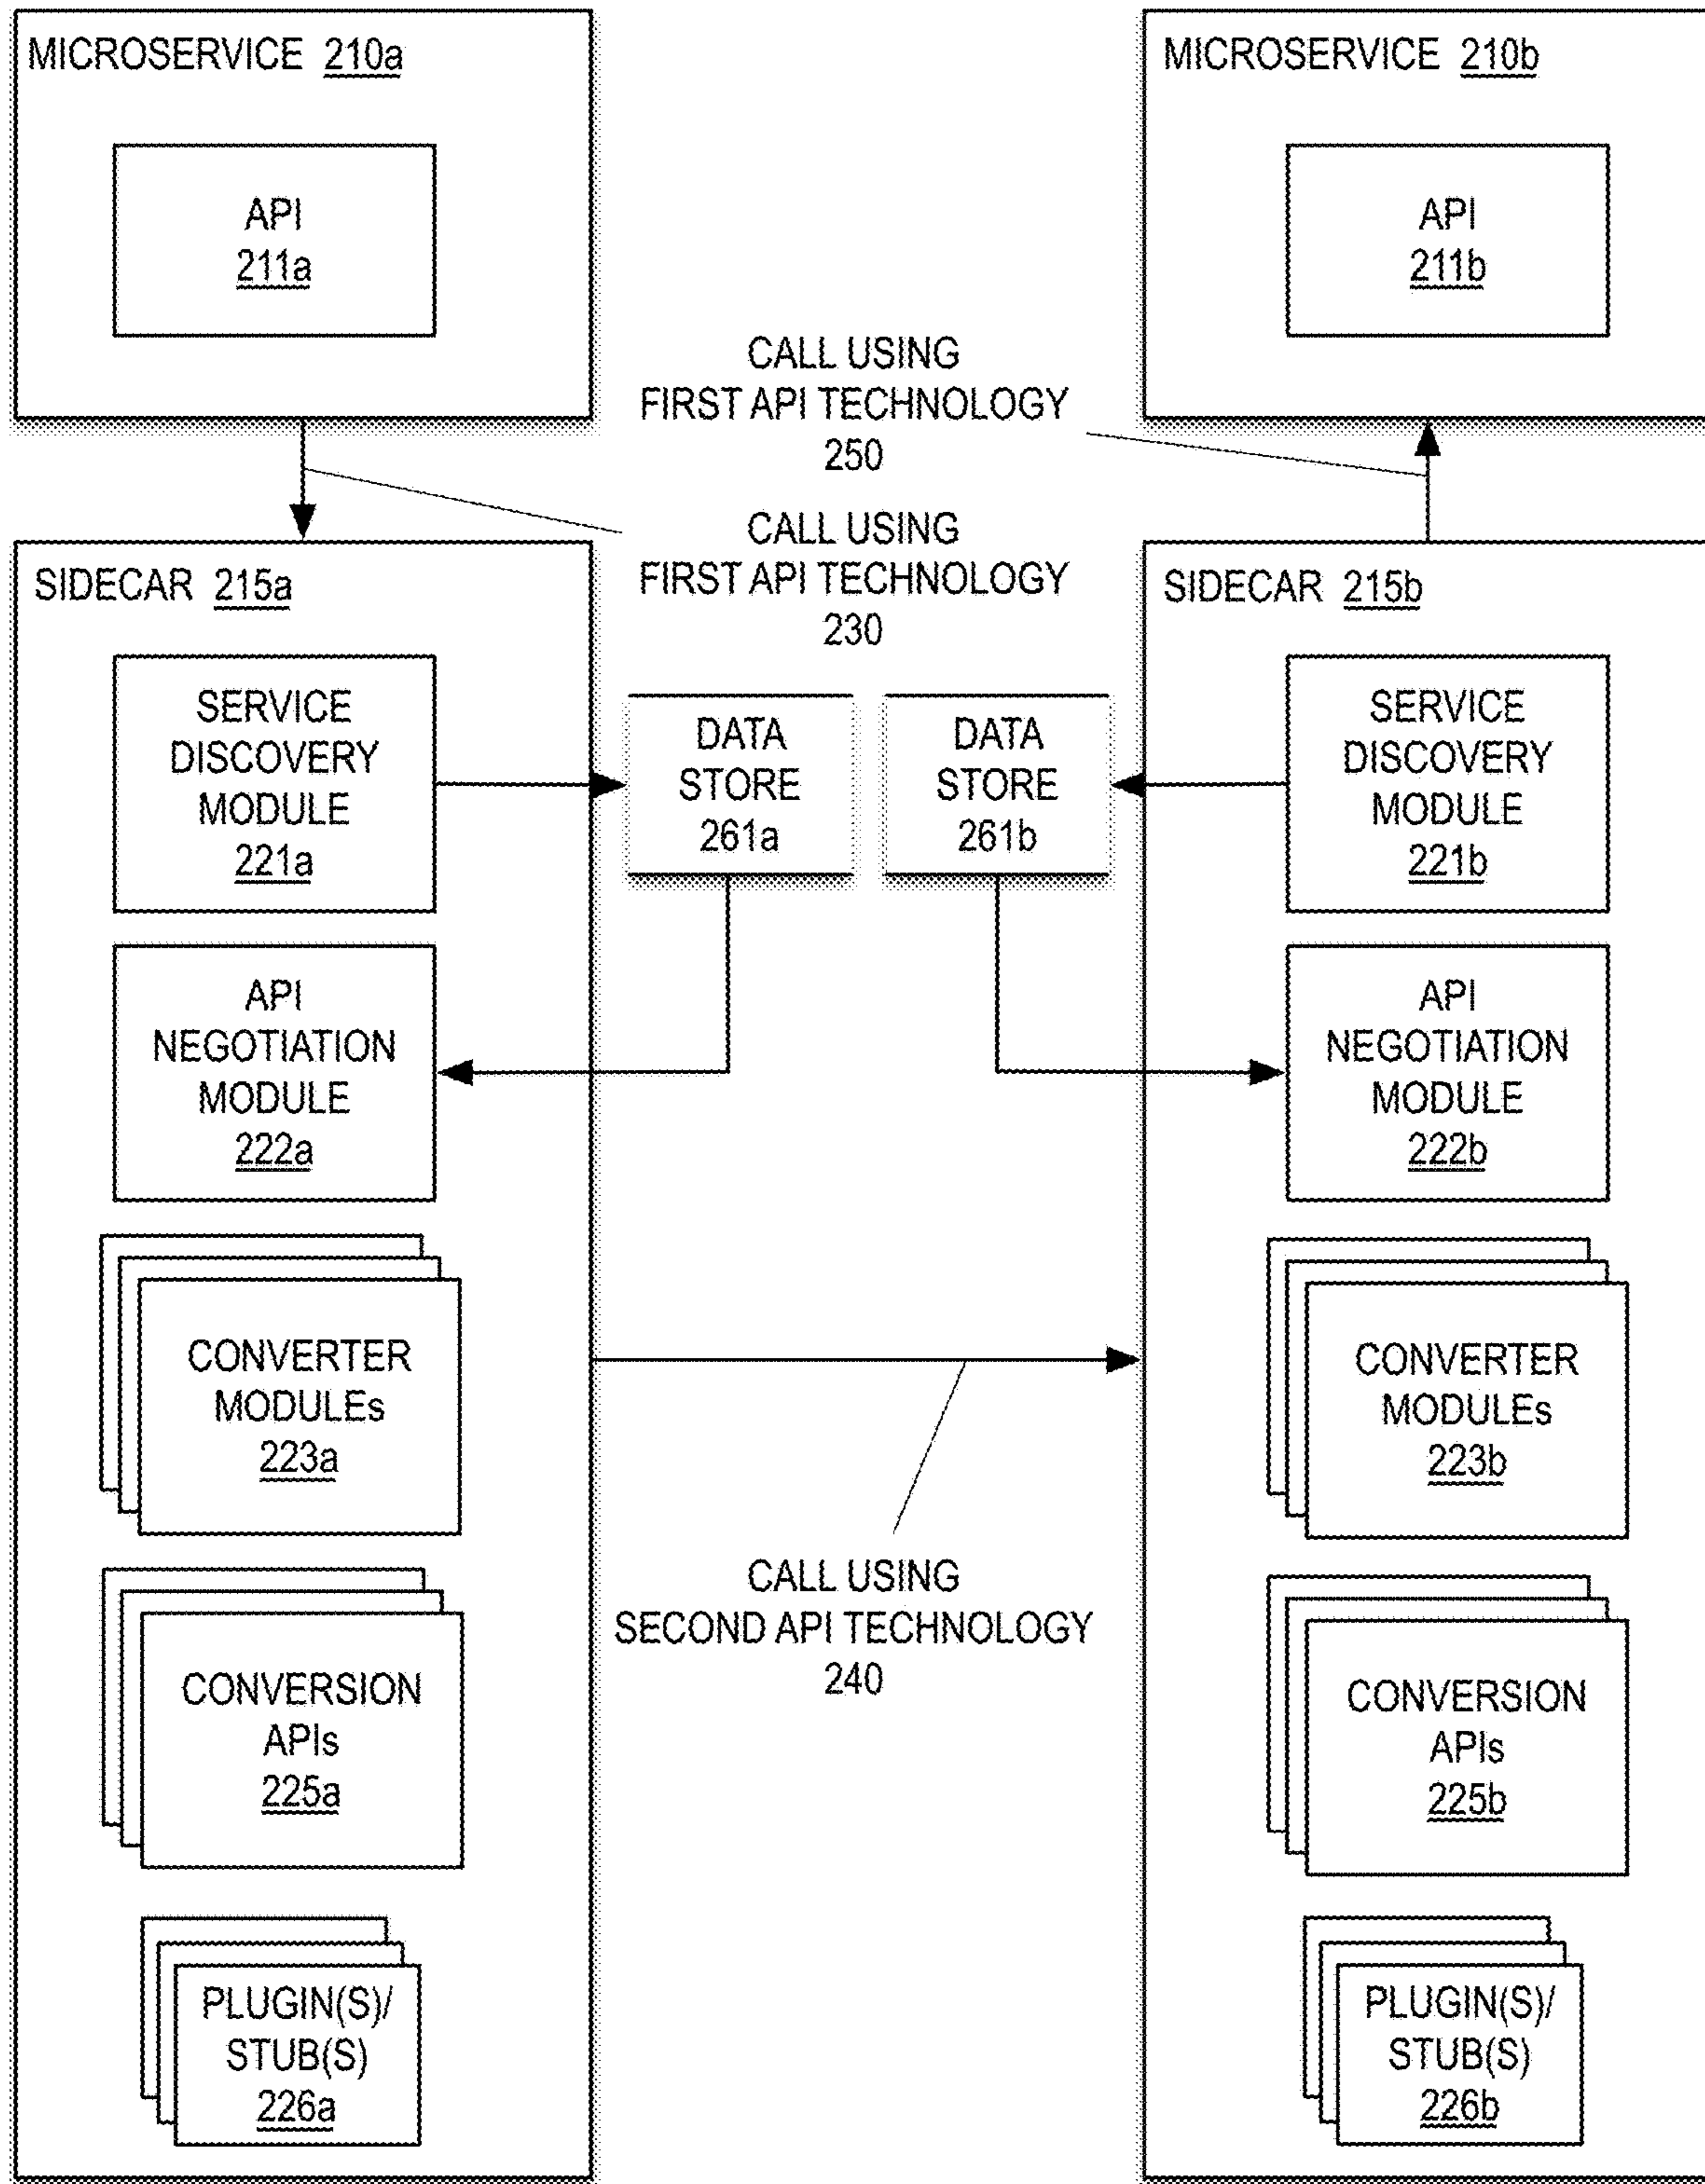 MICROSERVICE 210a
API
211a
MICROSERVICE 210b
API
211b
CALL USING
FIRST API TECHNOLOGY
250
CALL USING
FIRST API TECHNOLOGY
230
SIDECAR 215a
SERVICE
DISCOVERY
MODULE
221a
API
NEGOTIATION
MODULE
222a
CONVERTER
MODULEs
223a
CONVERSION
APIs
225a
PLUGIN(S)/
STUB(S)
226a
DATA
STORE
261a
DATA
STORE
261b
CALL USING
SECOND API TECHNOLOGY
240
SIDECAR 215b
SERVICE
DISCOVERY
MODULE
221b
API
NEGOTIATION
MODULE
222b
CONVERTER
MODULEs
223b
CONVERSION
APIs
225b
PLUGIN(S)/
STUB(S)
226b